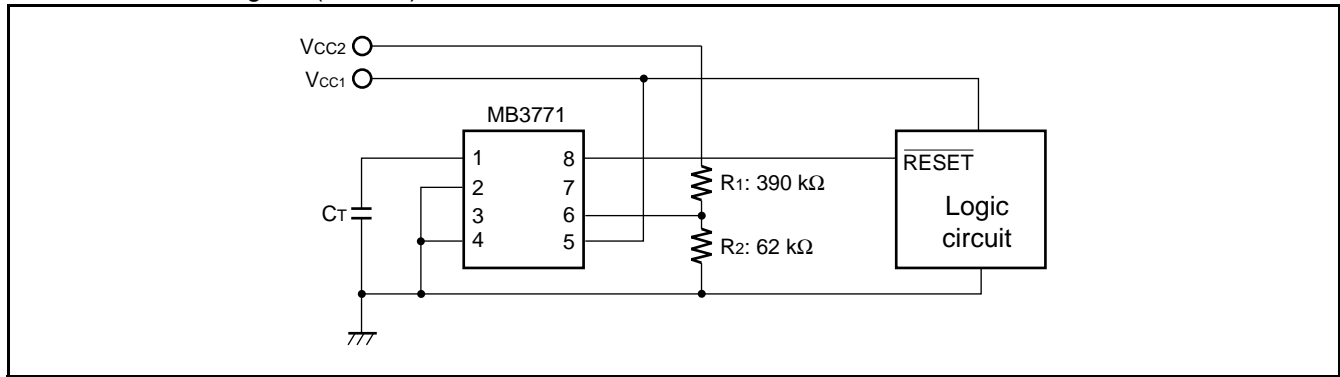 VCC2
VCC1
MB3771
1 8
2 7
3 6
4 5
CT
R1: 390 kΩ
R2: 62 kΩ
RESET
Logic
circuit